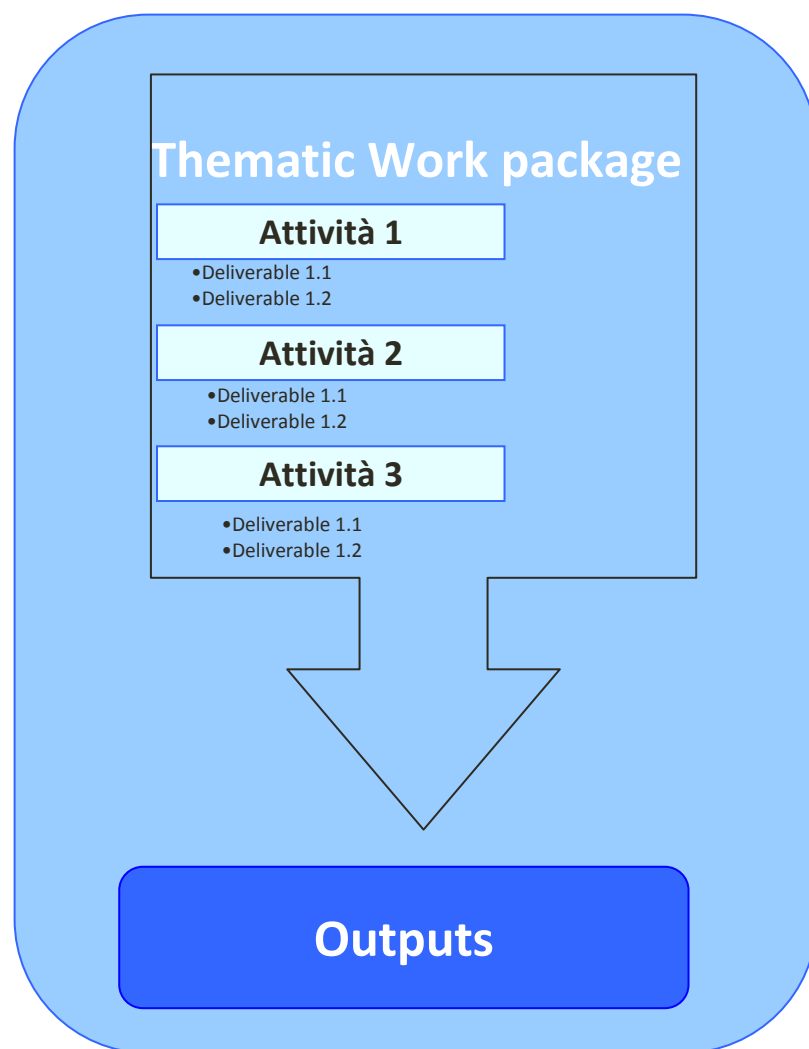 Thematic Work package
Attività 1
•Deliverable 1.1
•Deliverable 1.2
Attività 2
•Deliverable 1.1
•Deliverable 1.2
Attività 3
•Deliverable 1.1
•Deliverable 1.2
Outputs